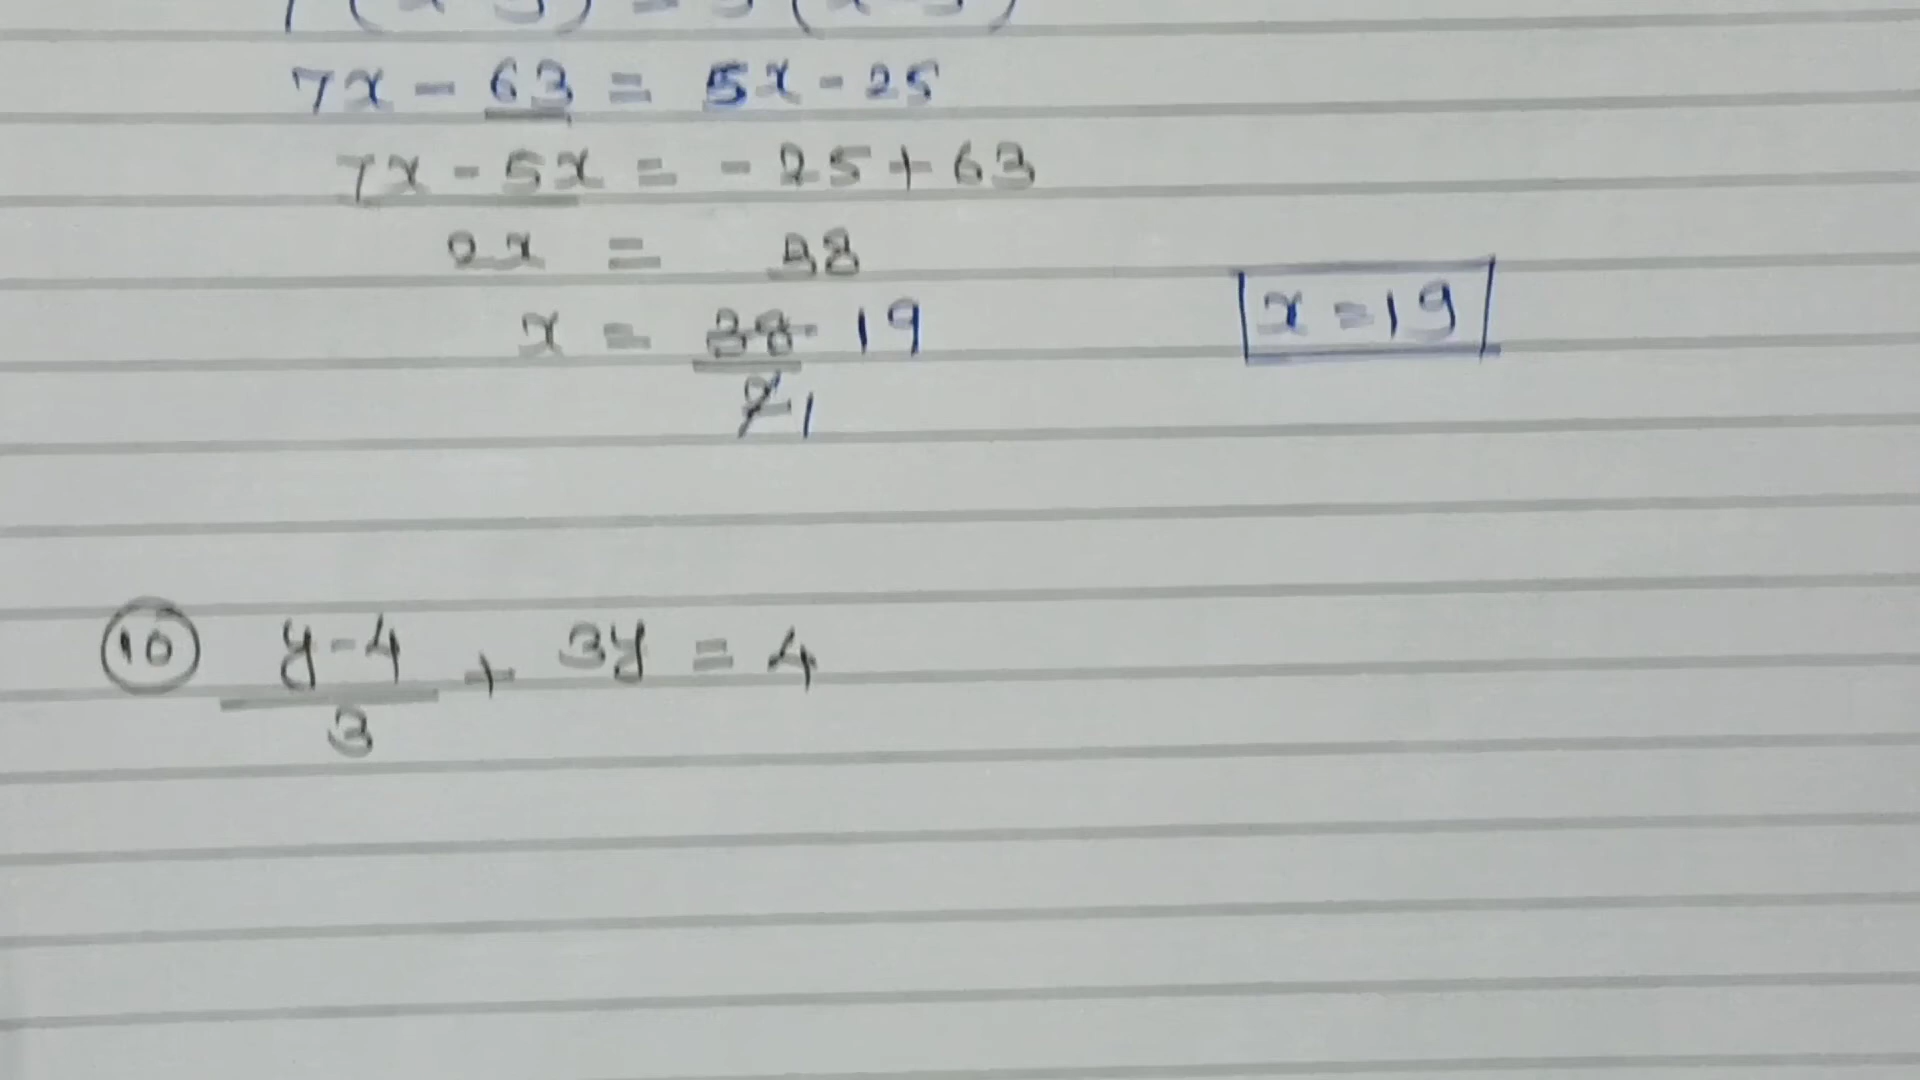 7x - 63 = 5x - 25
7x - 5x = - 25 + 63
2x = 38
x = 38 19
2 1
x = 19
10 y - 4 + 3y = 4
3